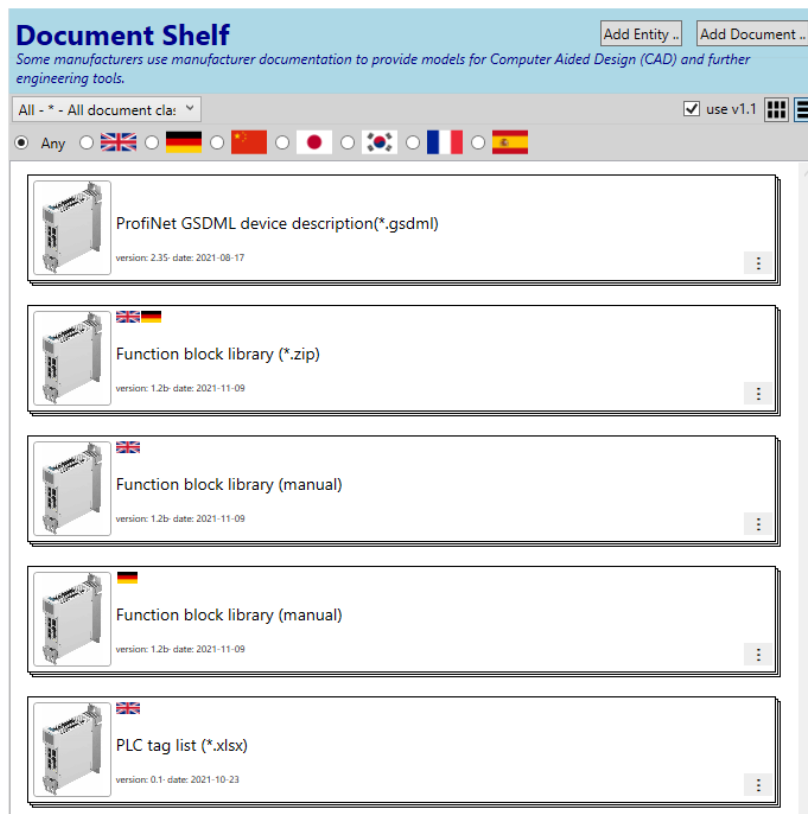 Document Shelf
Add Entity ..
Add Document ..
Some manufacturers use manufacturer documentation to provide models for Computer Aided Design (CAD) and further
engineering tools.
All - * - All document clas
use v1.1
Any
ProfiNet GSDML device description(*.gsdml)
version: 2.35- date: 2021-08-17
Function block library (*.zip)
version: 1.2b- date: 2021-11-09
Function block library (manual)
version: 1.2b- date: 2021-11-09
Function block library (manual)
version: 1.2b- date: 2021-11-09
PLC tag list (*.xlsx)
version: 0.1- date: 2021-10-23